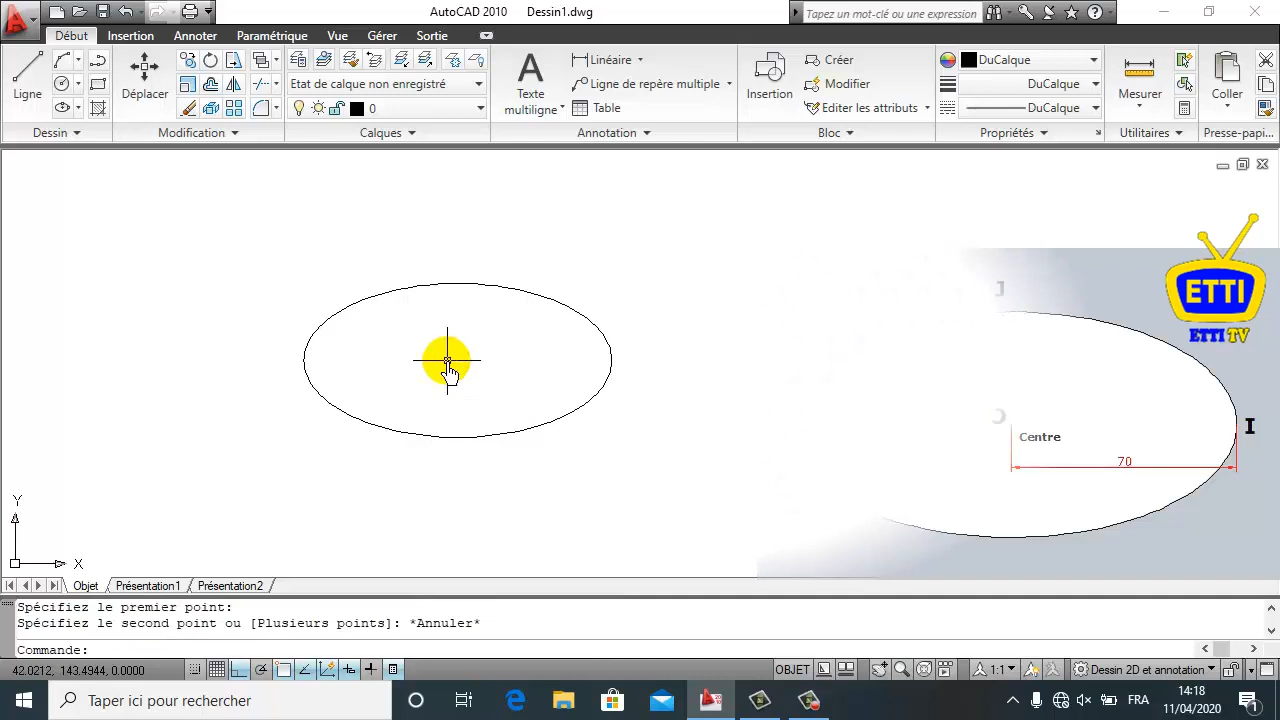 AutoCAD 2010 Dessin1.dwg
Tapez un mot-clé ou une expression
Début Insertion Annoter Paramétrique Vue Gérer Sortie
Ligne
Déplacer
Etat de calque non enregistré
0
Texte
multiligne
Linéaire
Ligne de repère multiple
Table
Insertion
Créer
Modifier
Editer les attributs
DuCalque
DuCalque
DuCalque
Mesurer
Coller
Dessin Modification Calques Annotation Bloc Propriétés Utilitaires Presse-papi...
ETTI
ETTI TV
J
O
Centre
I
70
Y
X
Objet Présentation1 Présentation2
Spécifiez le premier point:
Spécifiez le second point ou [Plusieurs points]: *Annuler*
Commande:
42.0212, 143.4944, 0.0000
OBJET
1:1
Dessin 2D et annotation
Taper ici pour rechercher
FRA
14:18
11/04/2020
1